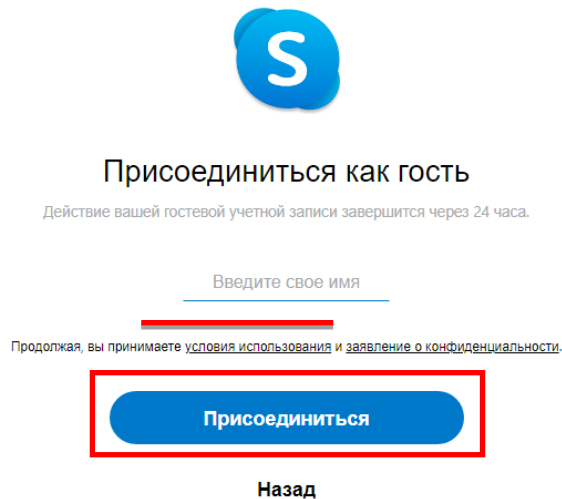 S
Присоединиться как гость
Действие вашей гостевой учетной записи завершится через 24 часа.
Введите свое имя
Продолжая, вы принимаете условия использования и заявление о конфиденциальности.
Присоединиться
Назад